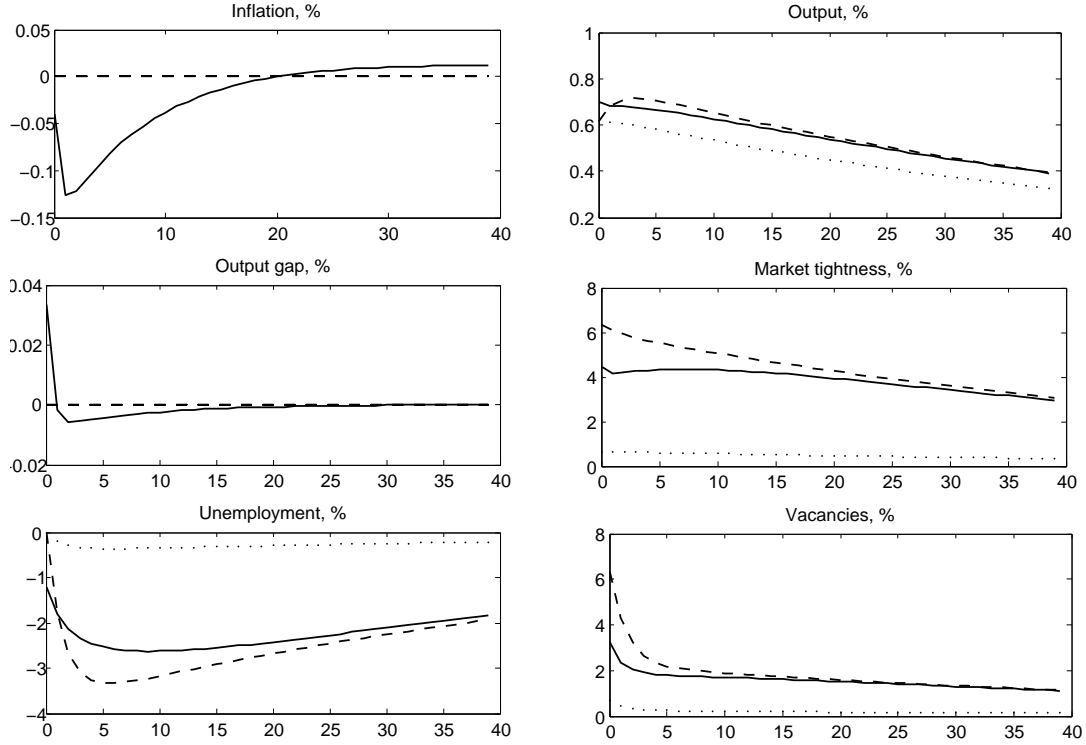 Inflation, %
0.05
0
−0.05
−0.1
−0.15
0 10 20 30 40
Output, %
1
0.8
0.6
0.4
0.2
0 5 10 15 20 25 30 35 40
Output gap, %
0.04
0.02
0
-0.02
0 5 10 15 20 25 30 35 40
Market tightness, %
8
6
4
2
0
0 5 10 15 20 25 30 35 40
Unemployment, %
0
−1
−2
−3
−4
0 5 10 15 20 25 30 35 40
Vacancies, %
8
6
4
2
0
0 5 10 15 20 25 30 35 40